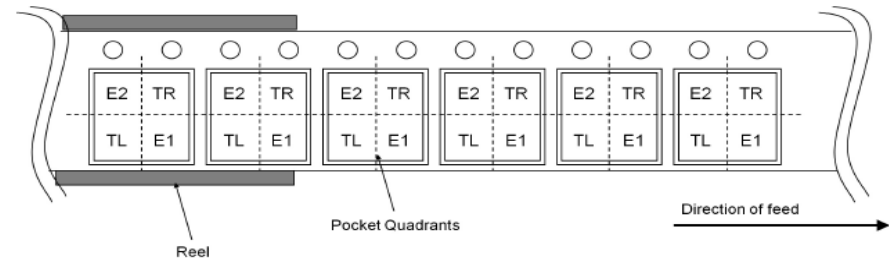 E2 TR E2 TR E2 TR E2 TR E2 TR E2 TR
TL E1 TL E1 TL E1 TL E1 TL E1 TL E1
Direction of feed
Pocket Quadrants
Reel